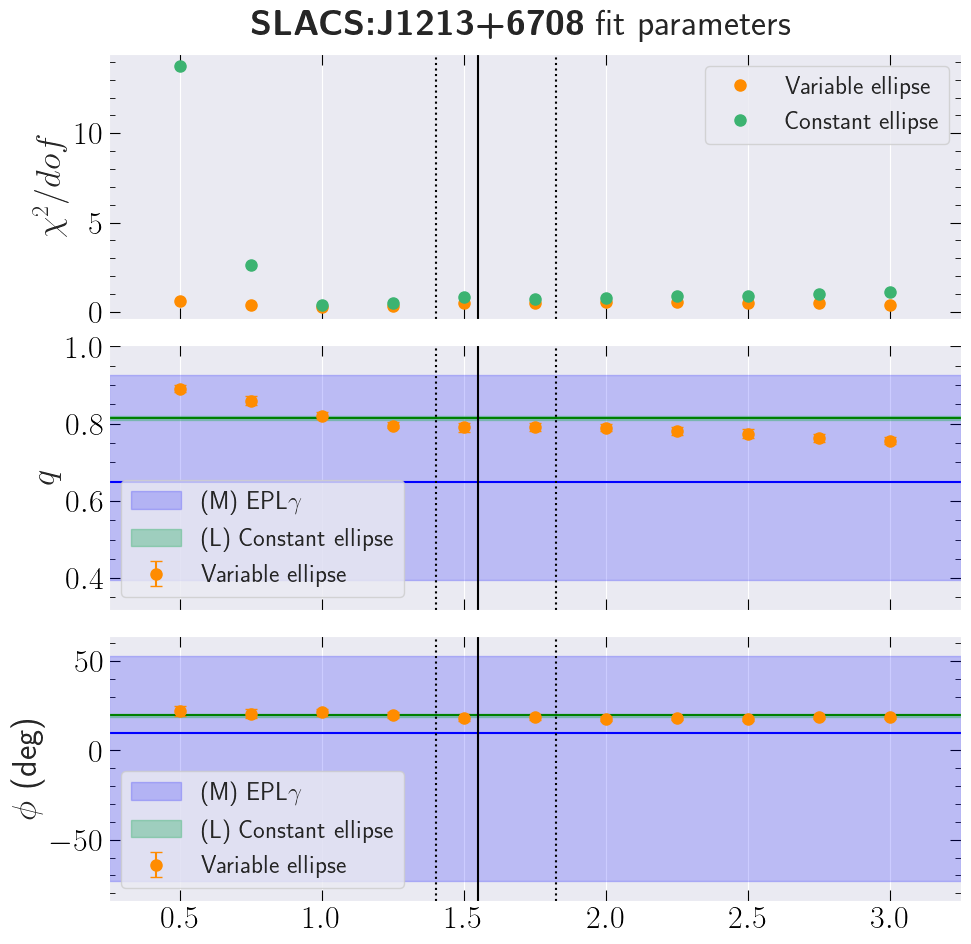 SLACS:J1213+6708 fit parameters
χ²/dof
10
5
0
Variable ellipse
Constant ellipse
q
1.0
0.8
0.6
0.4
(M) EPLγ
(L) Constant ellipse
Variable ellipse
ϕ (deg)
50
0
−50
(M) EPLγ
(L) Constant ellipse
Variable ellipse
0.5 1.0 1.5 2.0 2.5 3.0